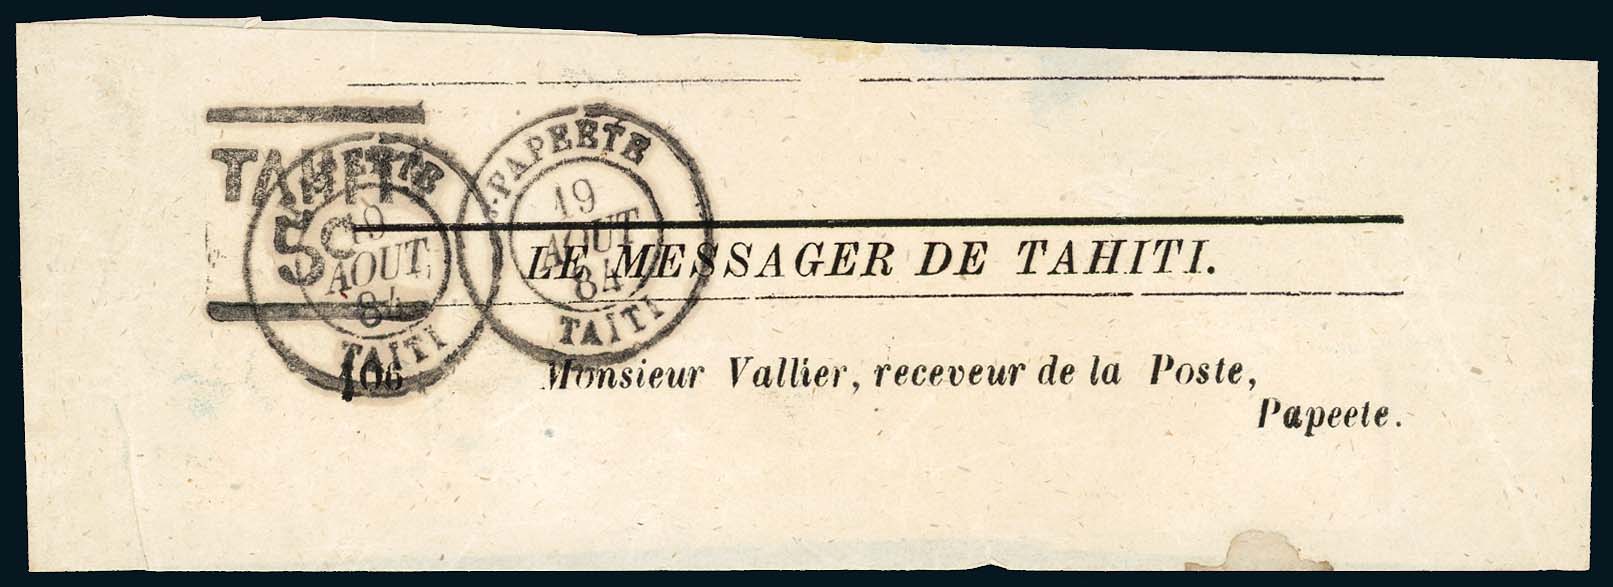 TAHITI
5c
PAPEETE
19
AOUT
84
TAITI
PAPEETE
19
AOUT
84
TAITI
LE MESSAGER DE TAHITI.
106
Monsieur Vallier, receveur de la Poste,
Papeete.